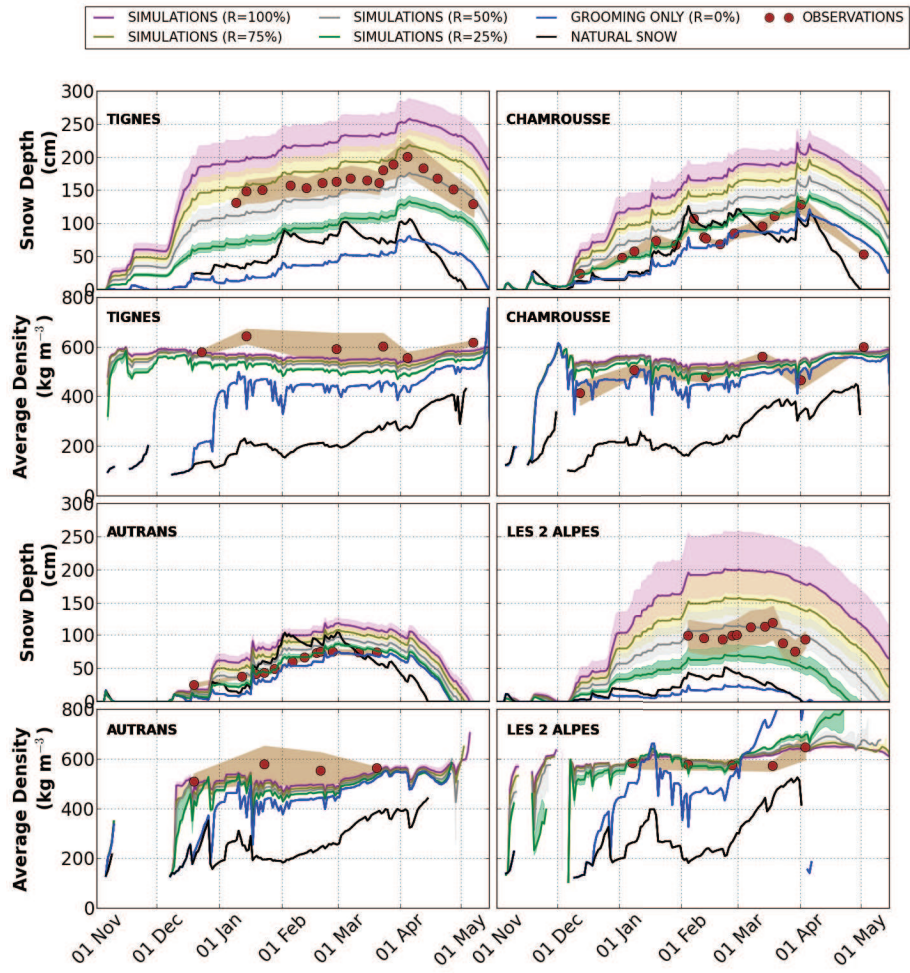 SIMULATIONS (R=100%) SIMULATIONS (R=50%) GROOMING ONLY (R=0%) OBSERVATIONS
SIMULATIONS (R=75%) SIMULATIONS (R=25%) NATURAL SNOW
Snow Depth
(cm)
300
250
200
150
100
50
0
TIGNES
CHAMROUSSE
Average Density
(kg m⁻³)
800
600
400
200
0
TIGNES
CHAMROUSSE
Snow Depth
(cm)
300
250
200
150
100
50
0
AUTRANS
LES 2 ALPES
Average Density
(kg m⁻³)
800
600
400
200
0
AUTRANS
LES 2 ALPES
01 Nov 01 Dec 01 Jan 01 Feb 01 Mar 01 Apr 01 May 01 Nov 01 Dec 01 Jan 01 Feb 01 Mar 01 Apr 01 May